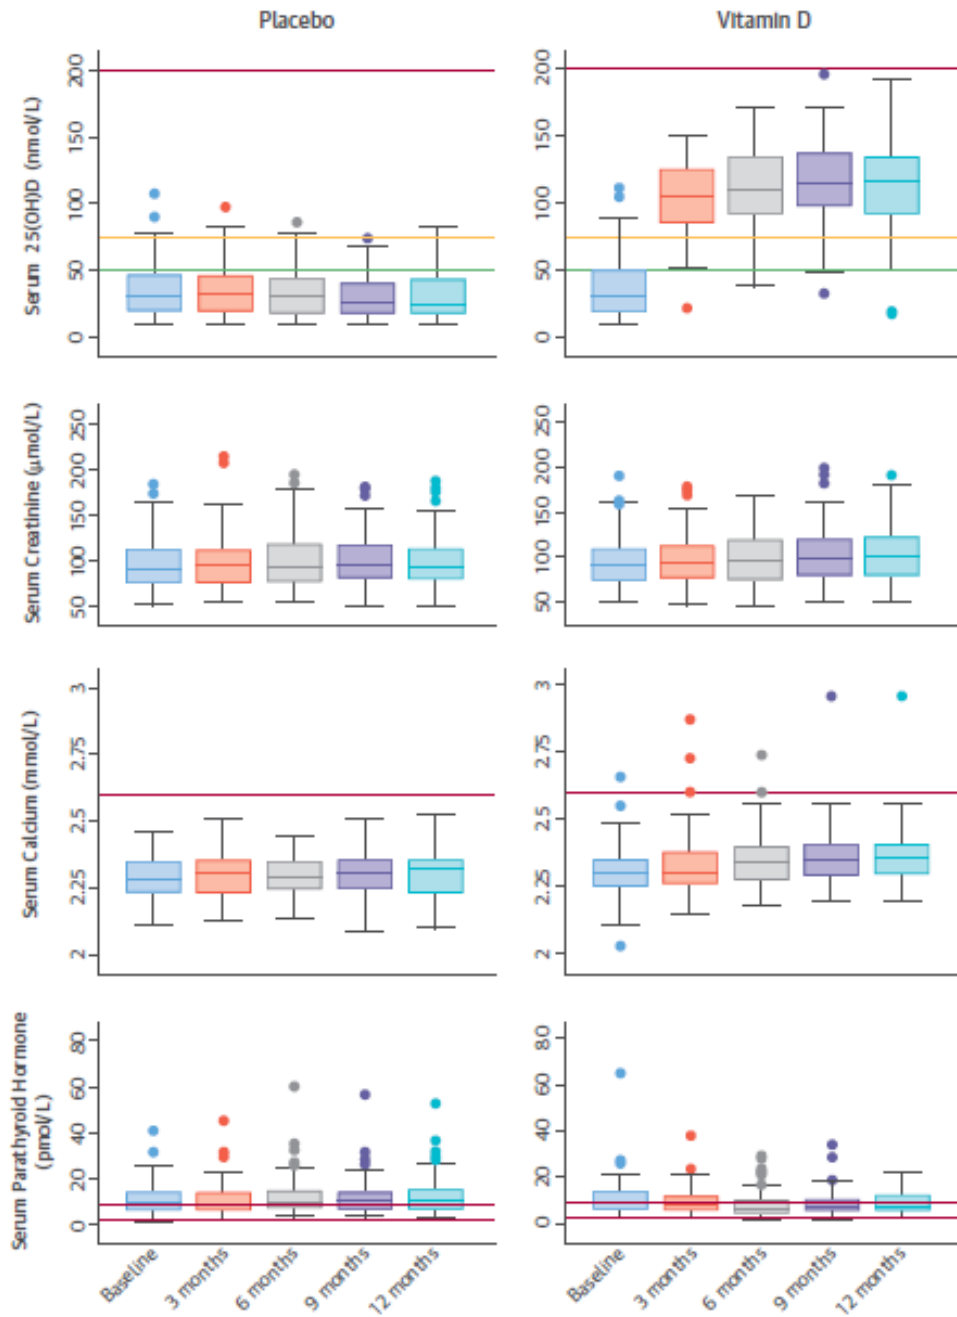 Placebo
Vitamin D
Serum 25(OH)D (nmol/L)
200
150
100
50
0
200
150
100
50
0
Serum Creatinine (μmol/L)
250
200
150
100
50
250
200
150
100
50
Serum Calcium (mmol/L)
3
2.75
2.5
2.25
2
3
2.75
2.5
2.25
2
Serum Parathyroid Hormone
(pmol/L)
80
60
40
20
0
80
60
40
20
0
Baseline
3 months
6 months
9 months
12 months
Baseline
3 months
6 months
9 months
12 months